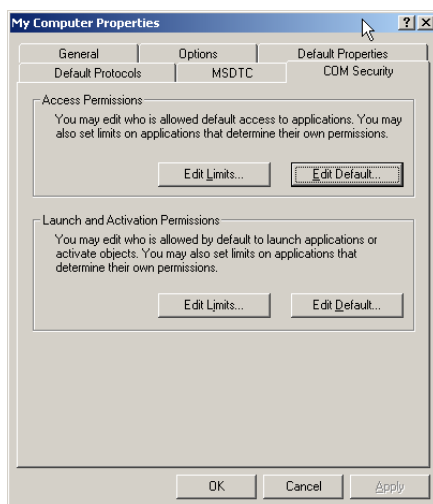 My Computer Properties
General Options Default Properties
Default Protocols MSDTC COM Security
Access Permissions
You may edit who is allowed default access to applications. You may
also set limits on applications that determine their own permissions.
Edit Limits... Edit Default...
Launch and Activation Permissions
You may edit who is allowed by default to launch applications or
activate objects. You may also set limits on applications that
determine their own permissions.
Edit Limits... Edit Default...
OK Cancel Apply